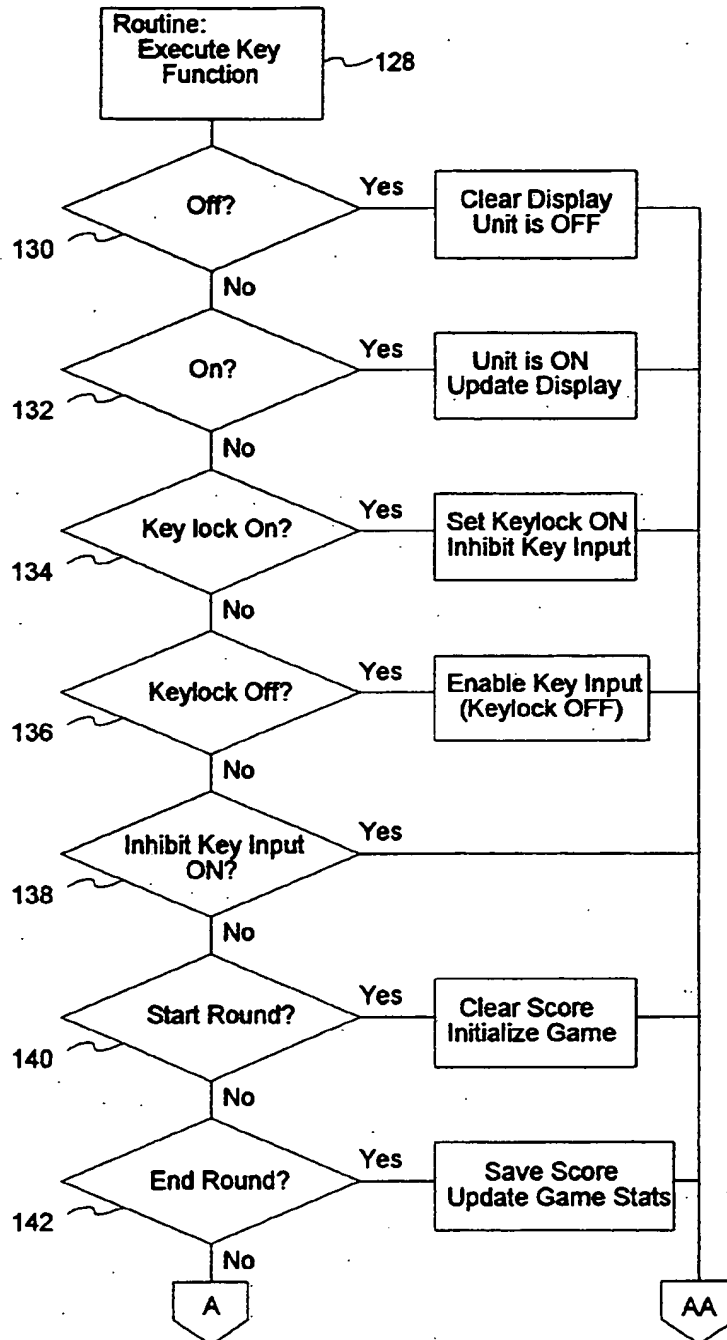 Routine:
Execute Key
Function
128
Off?
130
Yes
Clear Display
Unit is OFF
No
On?
132
Yes
Unit is ON
Update Display
No
Key lock On?
134
Yes
Set Keylock ON
Inhibit Key Input
No
Keylock Off?
136
Yes
Enable Key Input
(Keylock OFF)
No
Inhibit Key Input
ON?
138
Yes
No
Start Round?
140
Yes
Clear Score
Initialize Game
No
End Round?
142
Yes
Save Score
Update Game Stats
No
A
AA